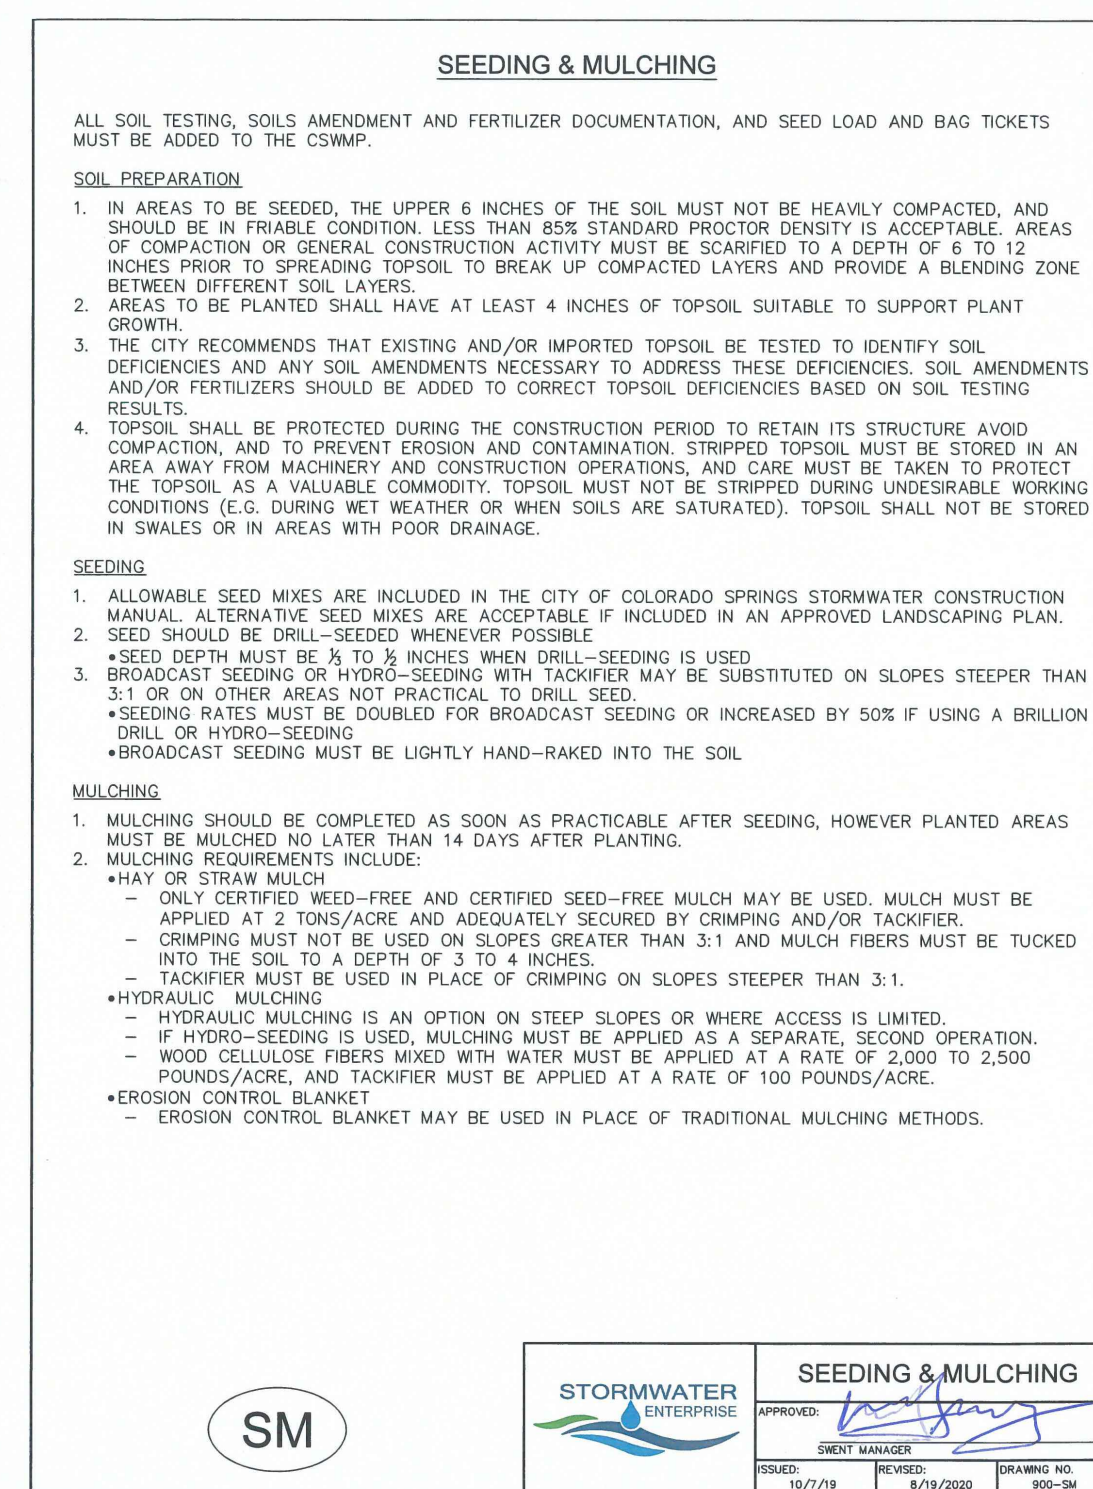 SEEDING & MULCHING
ALL SOIL TESTING, SOILS AMENDMENT AND FERTILIZER DOCUMENTATION, AND SEED LOAD AND BAG TICKETS
MUST BE ADDED TO THE CSWMP.
SOIL PREPARATION
1. IN AREAS TO BE SEEDED, THE UPPER 6 INCHES OF THE SOIL MUST NOT BE HEAVILY COMPACTED, AND
SHOULD BE IN FRIABLE CONDITION. LESS THAN 85% STANDARD PROCTOR DENSITY IS ACCEPTABLE. AREAS
OF COMPACTION OR GENERAL CONSTRUCTION ACTIVITY MUST BE SCARIFIED TO A DEPTH OF 6 TO 12
INCHES PRIOR TO SPREADING TOPSOIL TO BREAK UP COMPACTED LAYERS AND PROVIDE A BLENDING ZONE
BETWEEN DIFFERENT SOIL LAYERS.
2. AREAS TO BE PLANTED SHALL HAVE AT LEAST 4 INCHES OF TOPSOIL SUITABLE TO SUPPORT PLANT
GROWTH.
3. THE CITY RECOMMENDS THAT EXISTING AND/OR IMPORTED TOPSOIL BE TESTED TO IDENTIFY SOIL
DEFICIENCIES AND ANY SOIL AMENDMENTS NECESSARY TO ADDRESS THESE DEFICIENCIES. SOIL AMENDMENTS
AND/OR FERTILIZERS SHOULD BE ADDED TO CORRECT TOPSOIL DEFICIENCIES BASED ON SOIL TESTING
RESULTS.
4. TOPSOIL SHALL BE PROTECTED DURING THE CONSTRUCTION PERIOD TO RETAIN ITS STRUCTURE AVOID
COMPACTION, AND TO PREVENT EROSION AND CONTAMINATION. STRIPPED TOPSOIL MUST BE STORED IN AN
AREA AWAY FROM MACHINERY AND CONSTRUCTION OPERATIONS, AND CARE MUST BE TAKEN TO PROTECT
THE TOPSOIL AS A VALUABLE COMMODITY. TOPSOIL MUST NOT BE STRIPPED DURING UNDESIRABLE WORKING
CONDITIONS (E.G. DURING WET WEATHER OR WHEN SOILS ARE SATURATED). TOPSOIL SHALL NOT BE STORED
IN SWALES OR IN AREAS WITH POOR DRAINAGE.
SEEDING
1. ALLOWABLE SEED MIXES ARE INCLUDED IN THE CITY OF COLORADO SPRINGS STORMWATER CONSTRUCTION
MANUAL. ALTERNATIVE SEED MIXES ARE ACCEPTABLE IF INCLUDED IN AN APPROVED LANDSCAPING PLAN.
2. SEED SHOULD BE DRILL-SEEDED WHENEVER POSSIBLE
•SEED DEPTH MUST BE ⅓ TO ½ INCHES WHEN DRILL-SEEDING IS USED
3. BROADCAST SEEDING OR HYDRO-SEEDING WITH TACKIFIER MAY BE SUBSTITUTED ON SLOPES STEEPER THAN
3:1 OR ON OTHER AREAS NOT PRACTICAL TO DRILL SEED.
•SEEDING RATES MUST BE DOUBLED FOR BROADCAST SEEDING OR INCREASED BY 50% IF USING A BRILLION
DRILL OR HYDRO-SEEDING
•BROADCAST SEEDING MUST BE LIGHTLY HAND-RAKED INTO THE SOIL
MULCHING
1. MULCHING SHOULD BE COMPLETED AS SOON AS PRACTICABLE AFTER SEEDING, HOWEVER PLANTED AREAS
MUST BE MULCHED NO LATER THAN 14 DAYS AFTER PLANTING.
2. MULCHING REQUIREMENTS INCLUDE:
•HAY OR STRAW MULCH
– ONLY CERTIFIED WEED-FREE AND CERTIFIED SEED-FREE MULCH MAY BE USED. MULCH MUST BE
APPLIED AT 2 TONS/ACRE AND ADEQUATELY SECURED BY CRIMPING AND/OR TACKIFIER.
– CRIMPING MUST NOT BE USED ON SLOPES GREATER THAN 3:1 AND MULCH FIBERS MUST BE TUCKED
INTO THE SOIL TO A DEPTH OF 3 TO 4 INCHES.
– TACKIFIER MUST BE USED IN PLACE OF CRIMPING ON SLOPES STEEPER THAN 3:1.
•HYDRAULIC MULCHING
– HYDRAULIC MULCHING IS AN OPTION ON STEEP SLOPES OR WHERE ACCESS IS LIMITED.
– IF HYDRO-SEEDING IS USED, MULCHING MUST BE APPLIED AS A SEPARATE, SECOND OPERATION.
– WOOD CELLULOSE FIBERS MIXED WITH WATER MUST BE APPLIED AT A RATE OF 2,000 TO 2,500
POUNDS/ACRE, AND TACKIFIER MUST BE APPLIED AT A RATE OF 100 POUNDS/ACRE.
•EROSION CONTROL BLANKET
– EROSION CONTROL BLANKET MAY BE USED IN PLACE OF TRADITIONAL MULCHING METHODS.
SM
STORMWATER
ENTERPRISE
SEEDING & MULCHING
APPROVED:
SWENT MANAGER
ISSUED: REVISED: DRAWING NO.
10/7/19 8/19/2020 900-SM